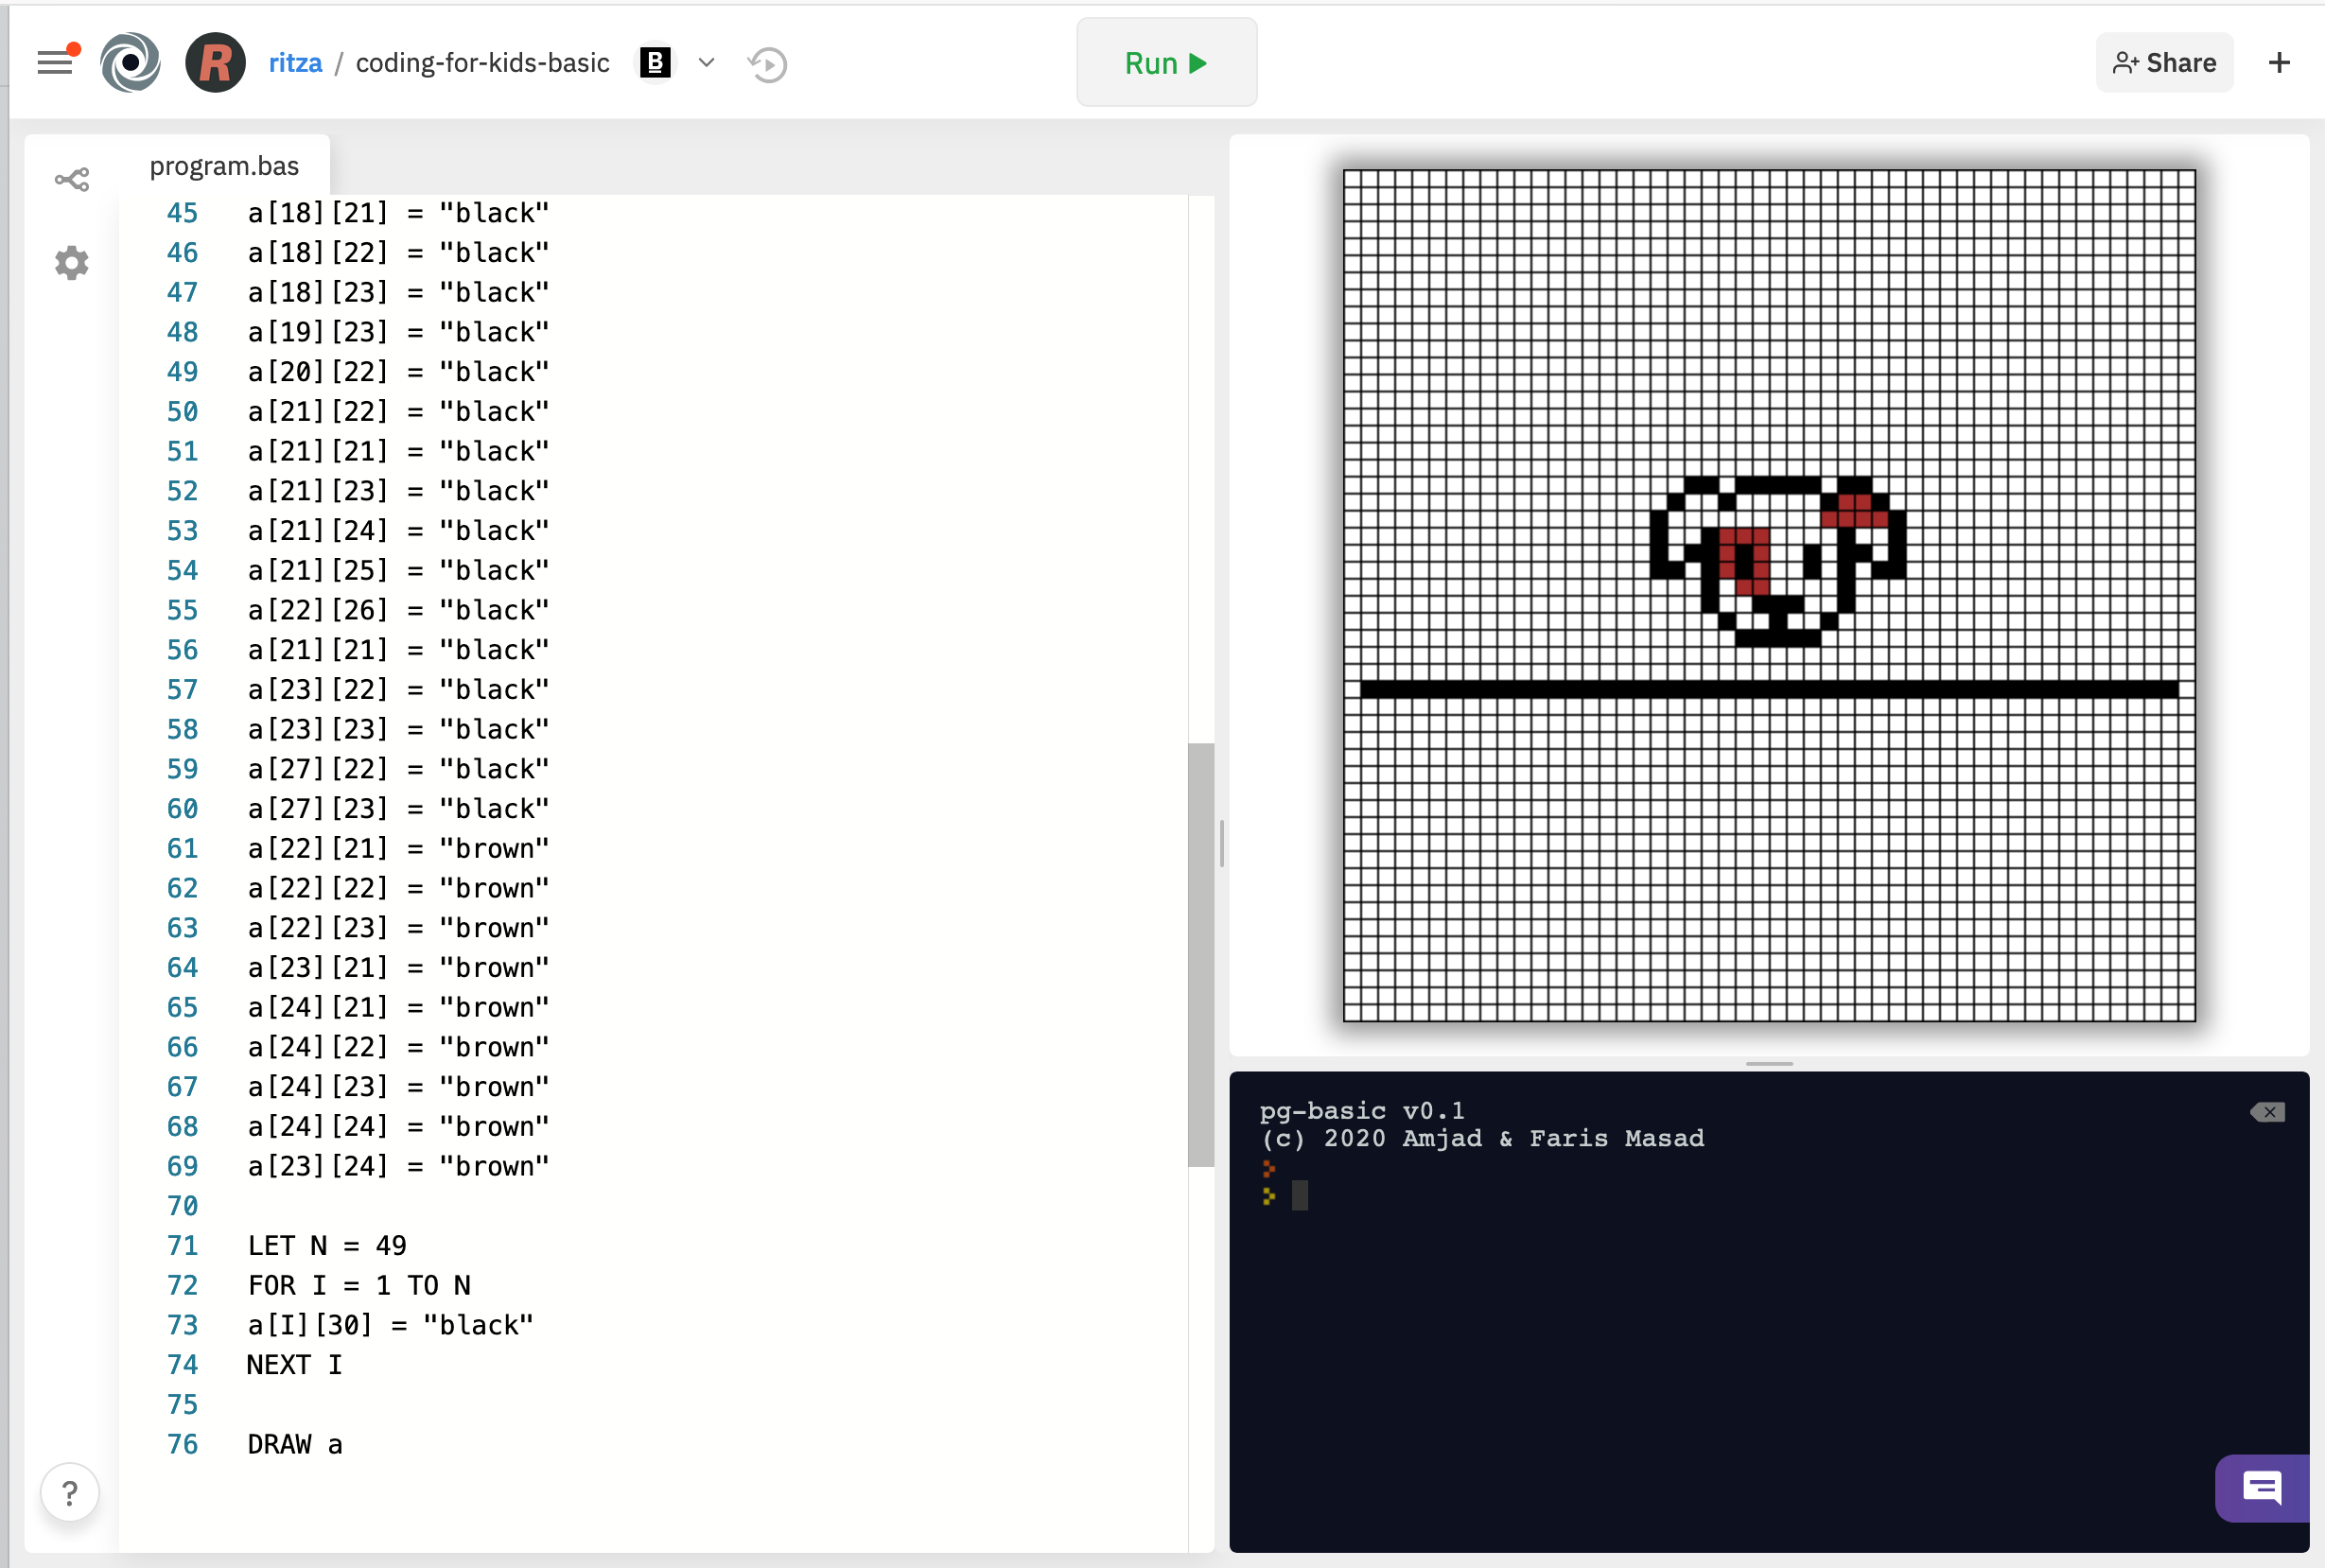 R ritza / coding-for-kids-basic B
Run
Share
program.bas
45 a[18][21] = "black"
46 a[18][22] = "black"
47 a[18][23] = "black"
48 a[19][23] = "black"
49 a[20][22] = "black"
50 a[21][22] = "black"
51 a[21][21] = "black"
52 a[21][23] = "black"
53 a[21][24] = "black"
54 a[21][25] = "black"
55 a[22][26] = "black"
56 a[21][21] = "black"
57 a[23][22] = "black"
58 a[23][23] = "black"
59 a[27][22] = "black"
60 a[27][23] = "black"
61 a[22][21] = "brown"
62 a[22][22] = "brown"
63 a[22][23] = "brown"
64 a[23][21] = "brown"
65 a[24][21] = "brown"
66 a[24][22] = "brown"
67 a[24][23] = "brown"
68 a[24][24] = "brown"
69 a[23][24] = "brown"
70
71 LET N = 49
72 FOR I = 1 TO N
73 a[I][30] = "black"
74 NEXT I
75
76 DRAW a
?
pg-basic v0.1
(c) 2020 Amjad & Faris Masad
>
>